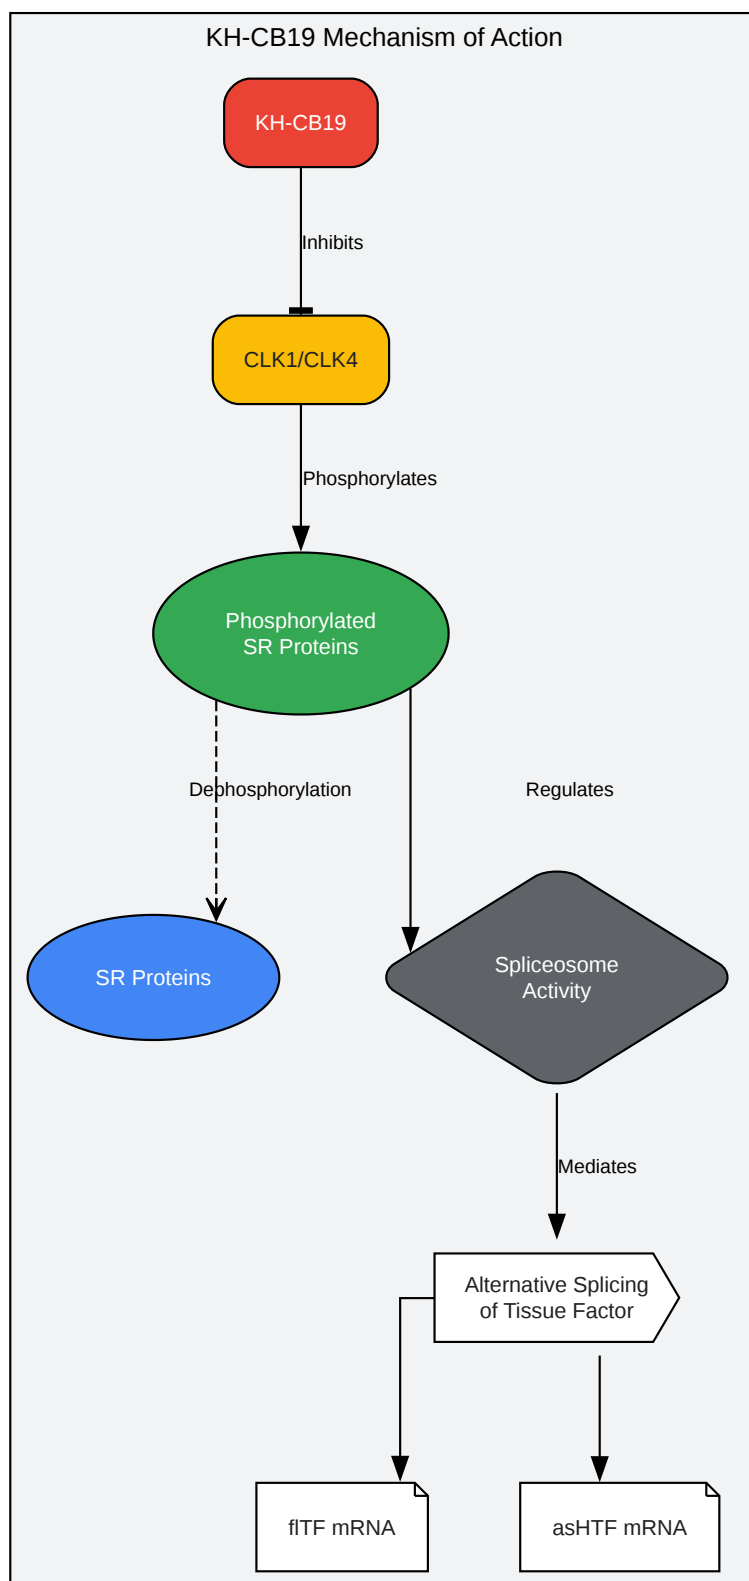 KH-CB19 Mechanism of Action
KH-CB19
Inhibits
CLK1/CLK4
Phosphorylates
Phosphorylated
SR Proteins
Dephosphorylation
Regulates
SR Proteins
Spliceosome
Activity
Mediates
Alternative Splicing
of Tissue Factor
flTF mRNA
asHTF mRNA